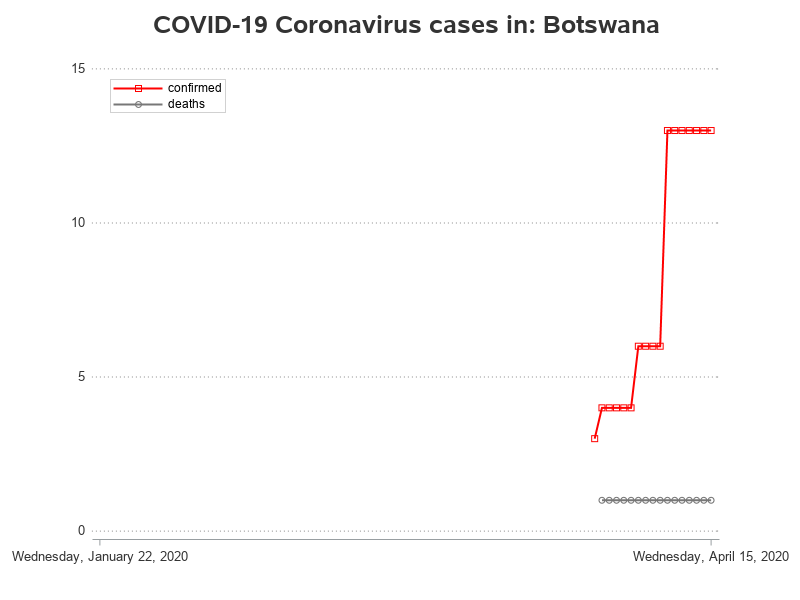 COVID-19 Coronavirus cases in: Botswana
15
confirmed
deaths
10
5
0
Wednesday, January 22, 2020
Wednesday, April 15, 2020